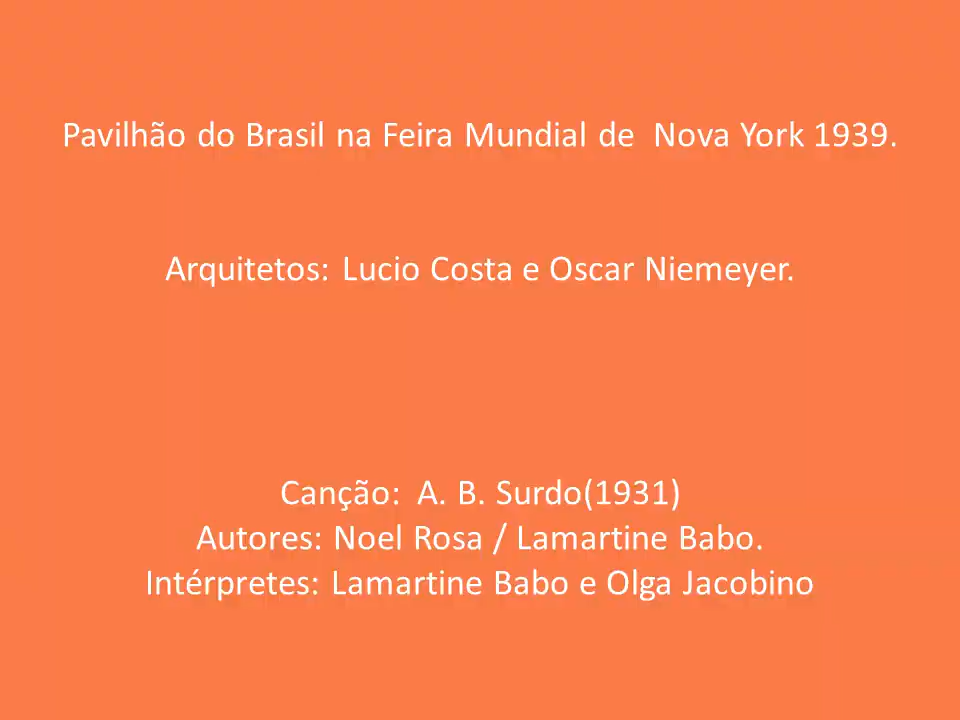 Pavilhão do Brasil na Feira Mundial de  Nova York 1939.
Arquitetos: Lucio Costa e Oscar Niemeyer.
Canção:  A. B. Surdo(1931)
Autores: Noel Rosa / Lamartine Babo.
Intérpretes: Lamartine Babo e Olga Jacobino